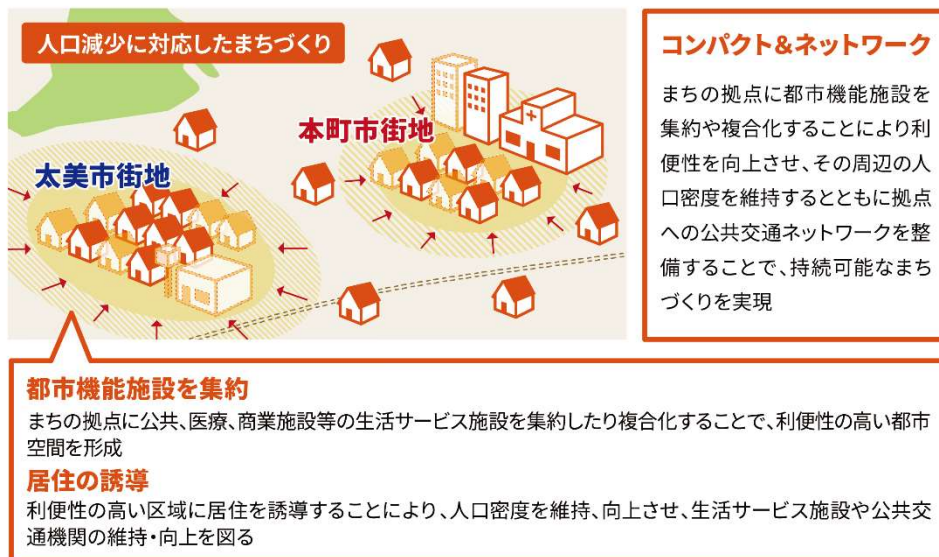 人口減少に対応したまちづくり
本町市街地
太美市街地
コンパクト&ネットワーク
まちの拠点に都市機能施設を
集約や複合化することにより利
便性を向上させ、その周辺の人
口密度を維持するとともに拠点
への公共交通ネットワークを整
備することで、持続可能なまち
づくりを実現
都市機能施設を集約
まちの拠点に公共、医療、商業施設等の生活サービス施設を集約したり複合化することで、利便性の高い都市
空間を形成
居住の誘導
利便性の高い区域に居住を誘導することにより、人口密度を維持、向上させ、生活サービス施設や公共交
通機関の維持・向上を図る